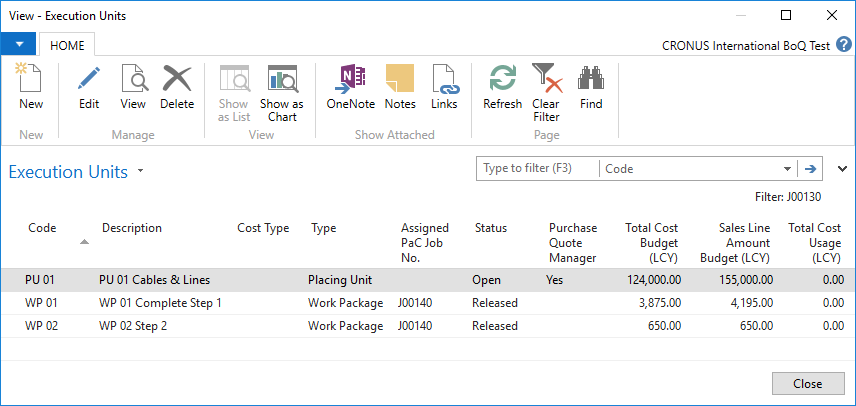 View - Execution Units
HOME
CRONUS International BoQ Test
New
Edit
View
Delete
Show as List
Show as Chart
OneNote
Notes
Links
Refresh
Clear Filter
Find
New
Manage
View
Show Attached
Page
Execution Units
Type to filter (F3)
Code
Filter: J00130
Code
Description
Cost Type
Type
Assigned PaC Job No.
Status
Purchase Quote Manager
Total Cost Budget (LCY)
Sales Line Amount Budget (LCY)
Total Cost Usage (LCY)
PU 01 PU 01 Cables & Lines Placing Unit Open Yes 124,000.00 155,000.00 0.00
WP 01 WP 01 Complete Step 1 Work Package J00140 Released 3,875.00 4,195.00 0.00
WP 02 WP 02 Step 2 Work Package J00140 Released 650.00 650.00 0.00
Close